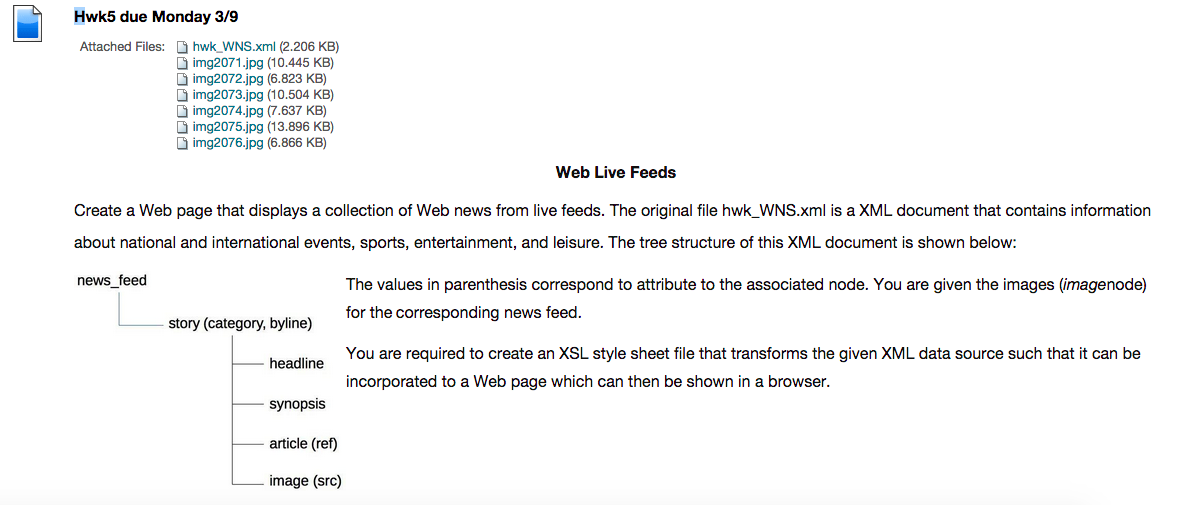 Hwk5 due Monday 3/9
Attached Files: hwk_WNS.xml (2.206 KB)
img2071.jpg (10.445 KB)
img2072.jpg (6.823 KB)
img2073.jpg (10.504 KB)
img2074.jpg (7.637 KB)
img2075.jpg (13.896 KB)
img2076.jpg (6.866 KB)
Web Live Feeds
Create a Web page that displays a collection of Web news from live feeds. The original file hwk_WNS.xml is a XML document that contains information
about national and international events, sports, entertainment, and leisure. The tree structure of this XML document is shown below:
news_feed
story (category, byline)
headline
synopsis
article (ref)
image (src)
The values in parenthesis correspond to attribute to the associated node. You are given the images (imagenode)
for the corresponding news feed.
You are required to create an XSL style sheet file that transforms the given XML data source such that it can be
incorporated to a Web page which can then be shown in a browser.